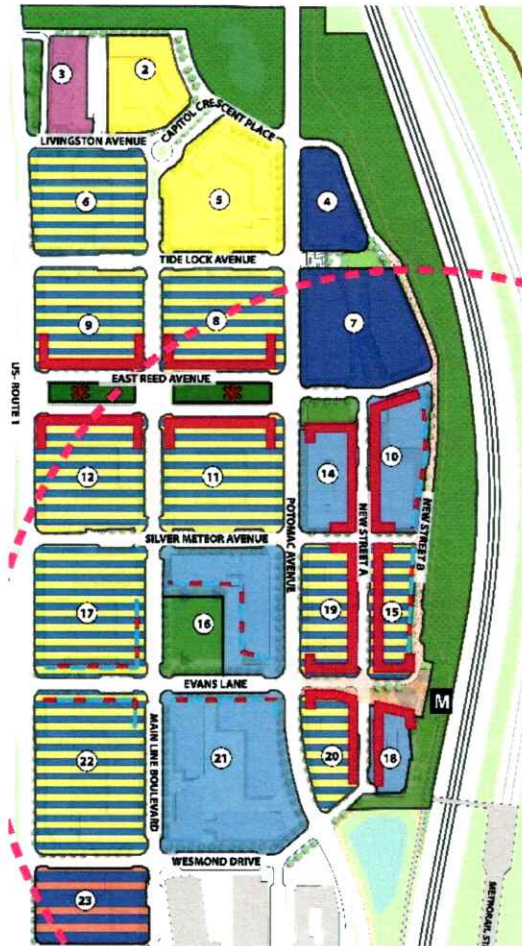 3
2
CAPITOL CRESCENT PLACE
LIVINGSTON AVENUE
6
5
4
TIDE LOCK AVENUE
9
8
7
US- ROUTE 1
EAST REED AVENUE
12
11
14
10
POTOMAC AVENUE
NEW STREET A
NEW STREET B
SILVER METEOR AVENUE
17
16
19
15
EVANS LANE
M
MAIN LINE BOULEVARD
22
21
20
18
WESMOND DRIVE
23